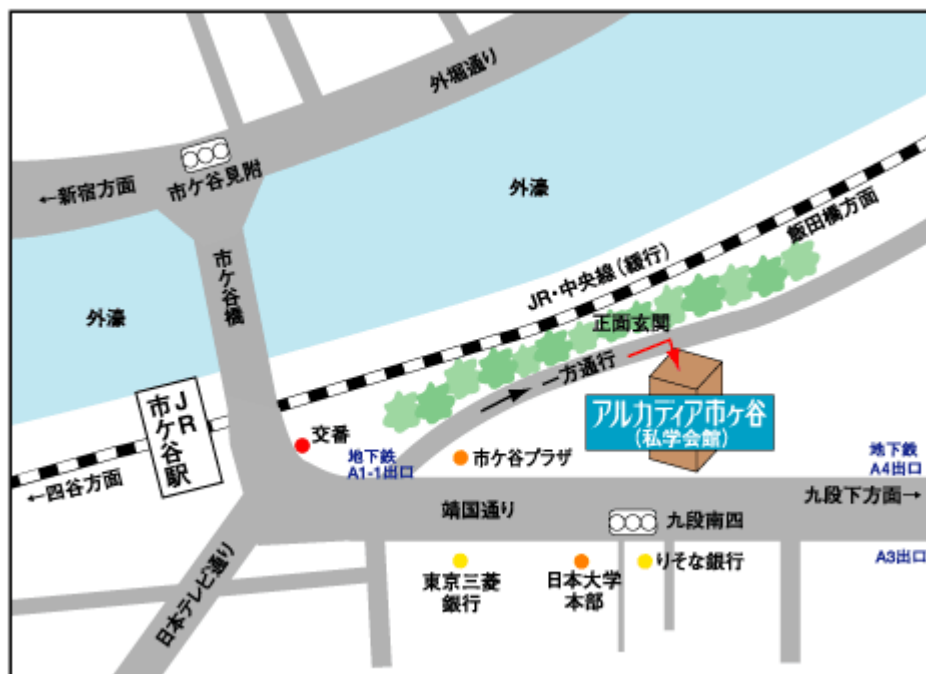 外堀通り
市ケ谷見附
←新宿方面
外濠
飯田橋方面
市ケ谷橋
JR・中央線(緩行)
外濠
正面玄関
一方通行
JR
市ケ谷駅
アルカディア市ヶ谷
(私学会館)
交番
地下鉄
A1-1出口
市ケ谷プラザ
地下鉄
A4出口
←四谷方面
九段下方面→
靖国通り
九段南四
日本テレビ通り
東京三菱
銀行
日本大学
本部
りそな銀行
A3出口